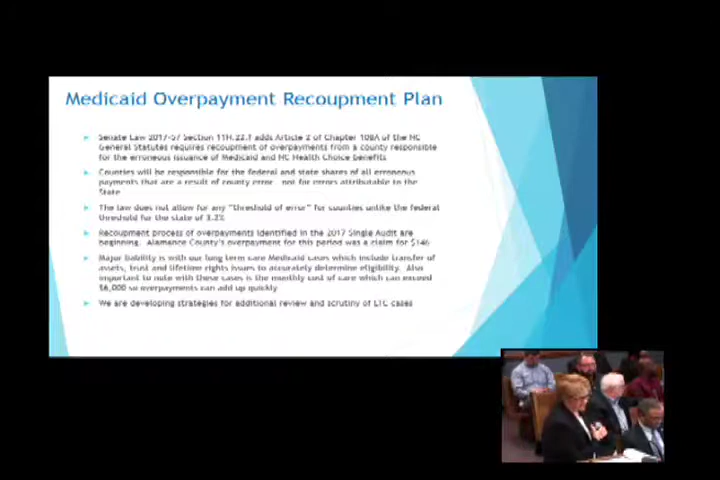 Medicaid Overpayment Recoupment Plan
Senate Law 2017-57 Section 11H.22.f adds Article 2 of Chapter 108A of the NC
General Statutes requires recoupment of overpayments from a county responsible
for the erroneous issuance of Medicaid and NC Health Choice benefits
Counties will be responsible for the federal and state shares of all erroneous
payments that are a result of county error not for errors attributable to the
State
The law does not allow for any "threshold of error" for counties unlike the federal
threshold for the state of 3.2%
Recoupment process of overpayments identified in the 2017 Single Audit are
beginning. Alamance County's overpayment for this period was a claim for $146
Major liability is with our long term care Medicaid cases which include transfer of
assets, trust and lifetime rights issues to accurately determine eligibility. Also
important to note with these cases is the monthly cost of care which can exceed
$6,000 so overpayments can add up quickly
We are developing strategies for additional review and scrutiny of LTC cases